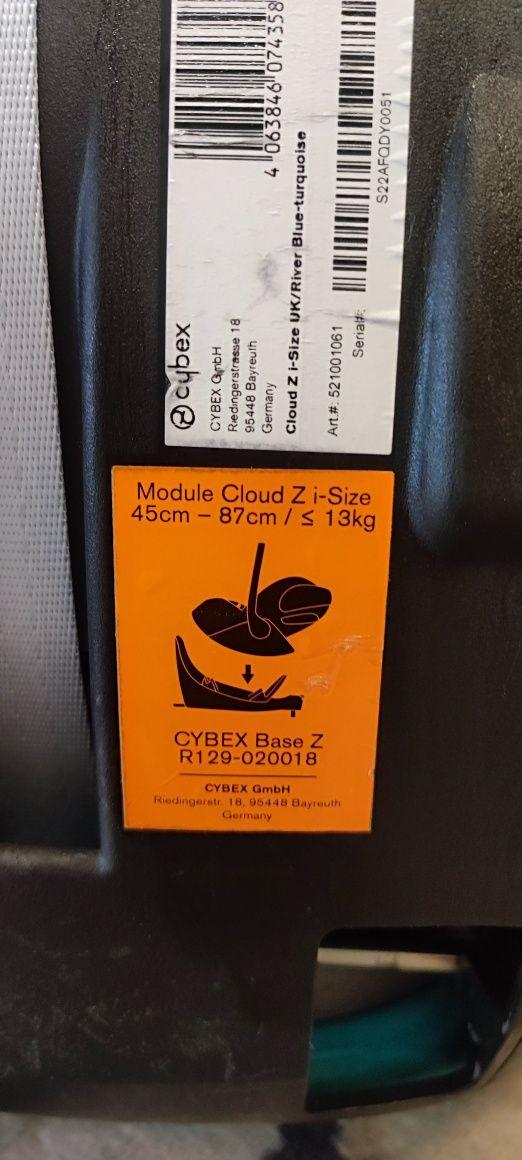 cybex
CYBEX GmbH
Riedingerstrasse 18
95448 Bayreuth
Germany
4 063846 074358
Cloud Z i-Size UK/River Blue-turquoise
Art.#: 521001061
Serial#:
S22AFQDY0051
Module Cloud Z i-Size
45cm – 87cm / ≤ 13kg
CYBEX Base Z
R129-020018
CYBEX GmbH
Riedingerstr. 18, 95448 Bayreuth
Germany